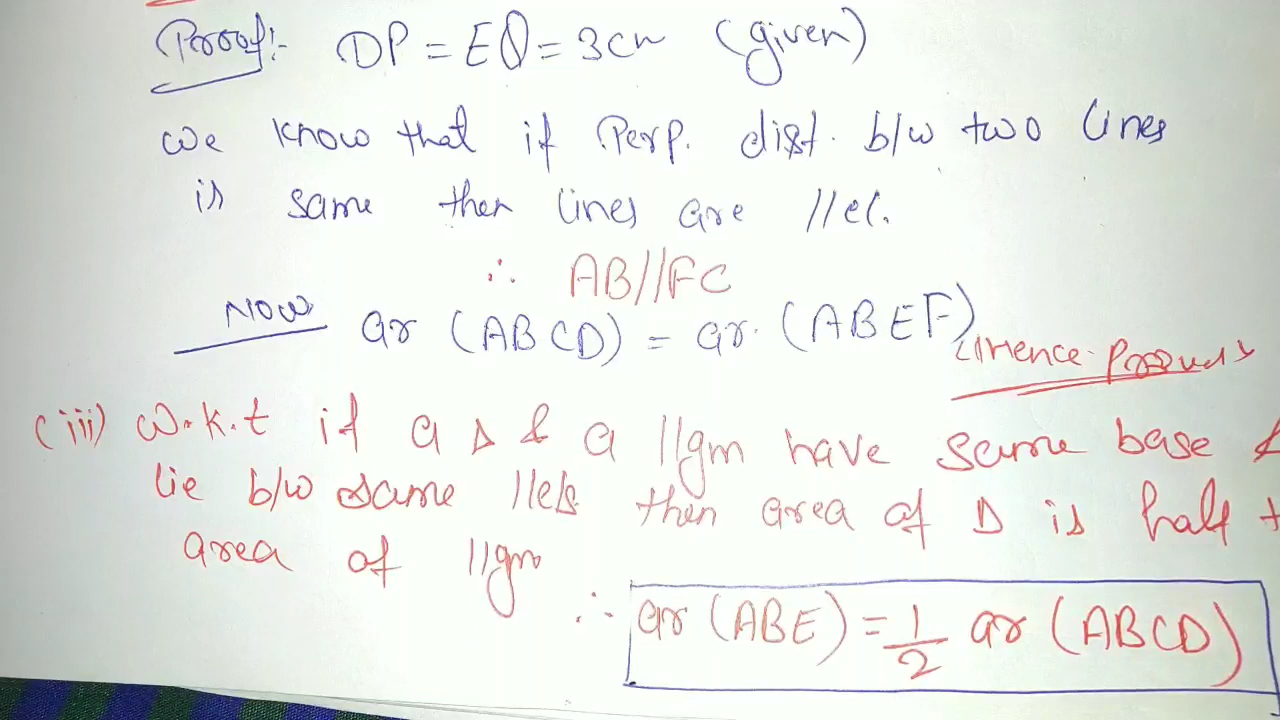 Proof:- DP = EQ = 3cm (given)
We know that if Perp. dist. b/w two lines
is same then lines are //el.
∴ AB//FC
Now ar (ABCD) = ar. (ABEF)
(Hence Proved)
(iii) W.K.t if a Δ & a //gm have same base &
lie b/w same //els then area of Δ is half
area of //gm
∴ ar (ABE) = 1/2 ar (ABCD)